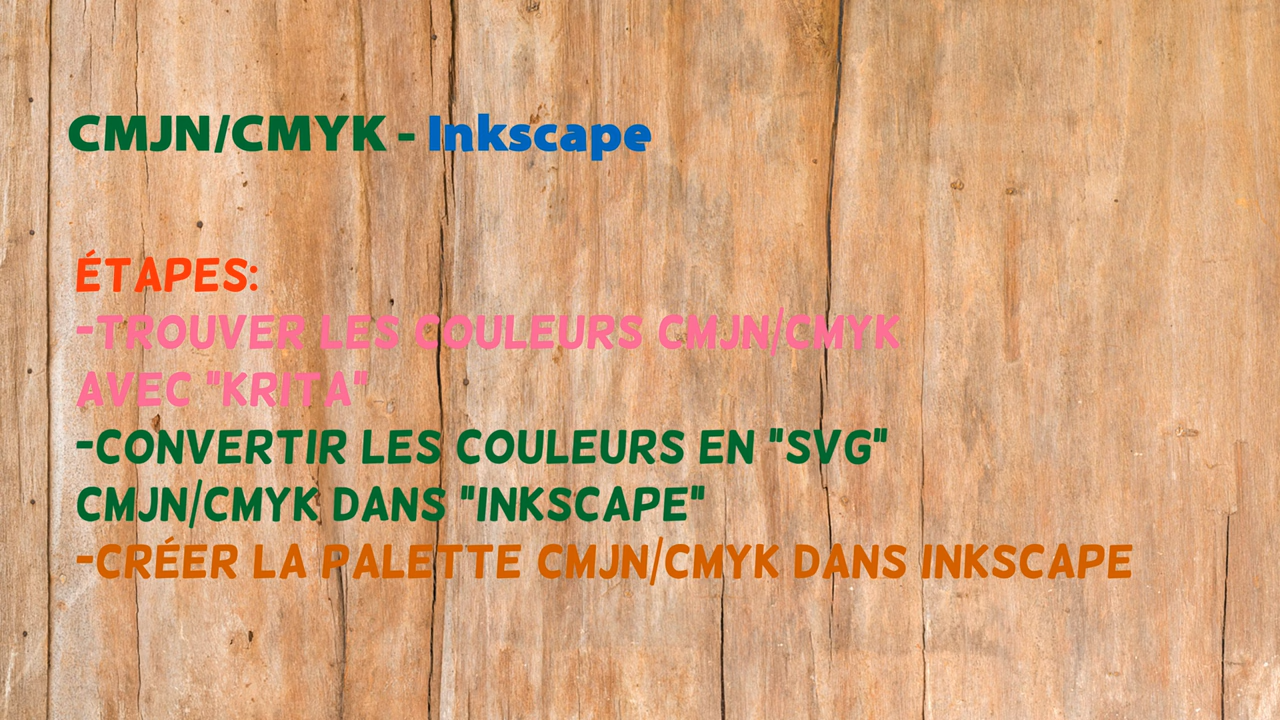 CMJN/CMYK - Inkscape
ÉTAPES:
-TROUVER LES COULEURS CMJN/CMYK
AVEC "KRITA"
-CONVERTIR LES COULEURS EN "SVG"
CMJN/CMYK DANS "INKSCAPE"
-CRÉER LA PALETTE CMJN/CMYK DANS INKSCAPE